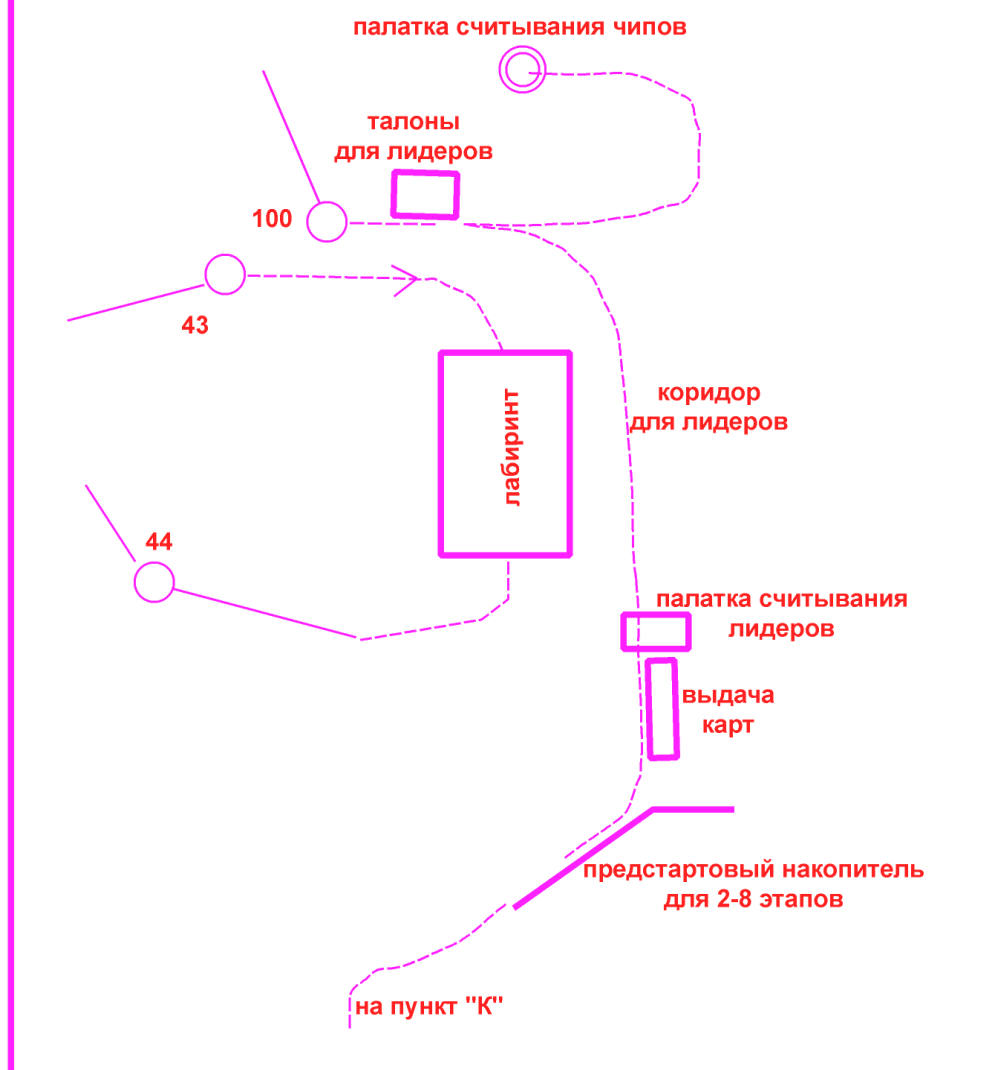 палатка считывания чипов
талоны
для лидеров
100
43
лабиринт
коридор
для лидеров
44
палатка считывания
лидеров
выдача
карт
предстартовый накопитель
для 2-8 этапов
на пункт "К"